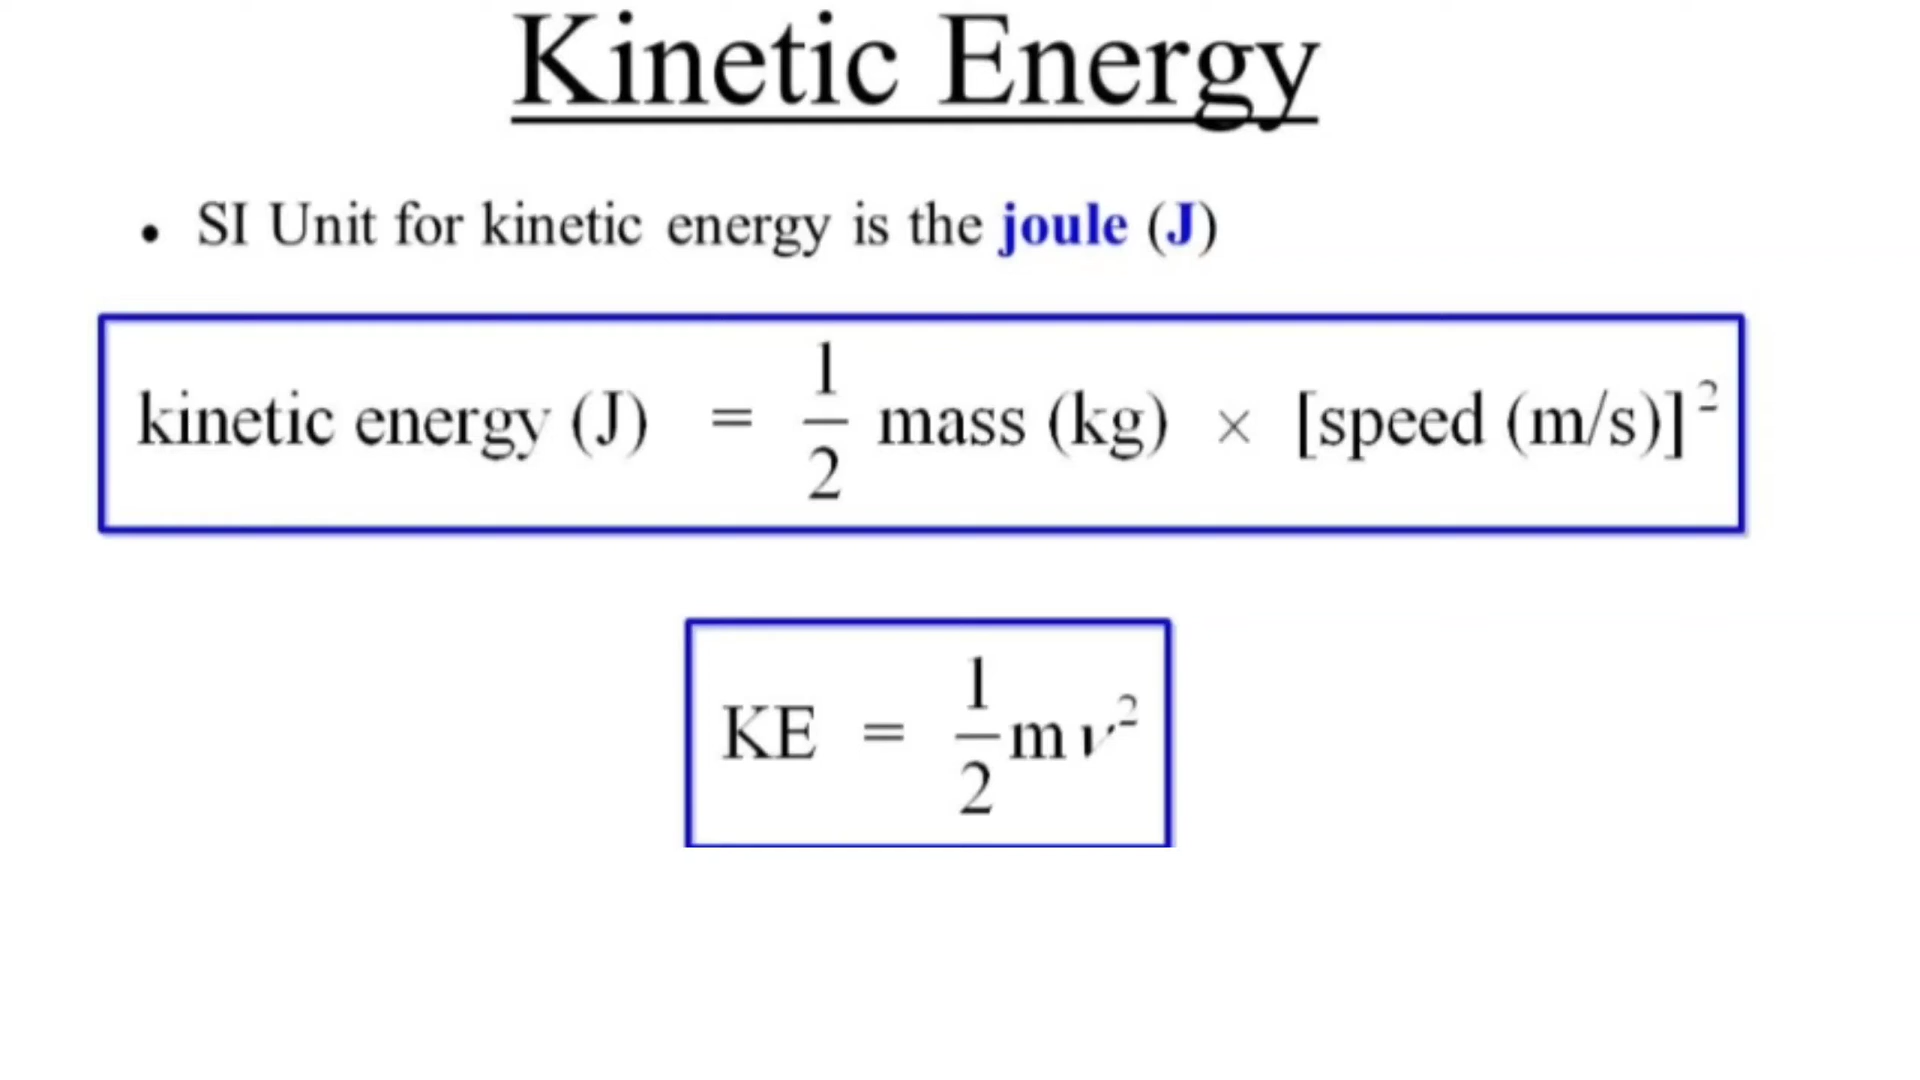 Kinetic Energy
• SI Unit for kinetic energy is the joule (J)
kinetic energy (J) = 1/2 mass (kg) × [speed (m/s)]²
KE = 1/2 m v²